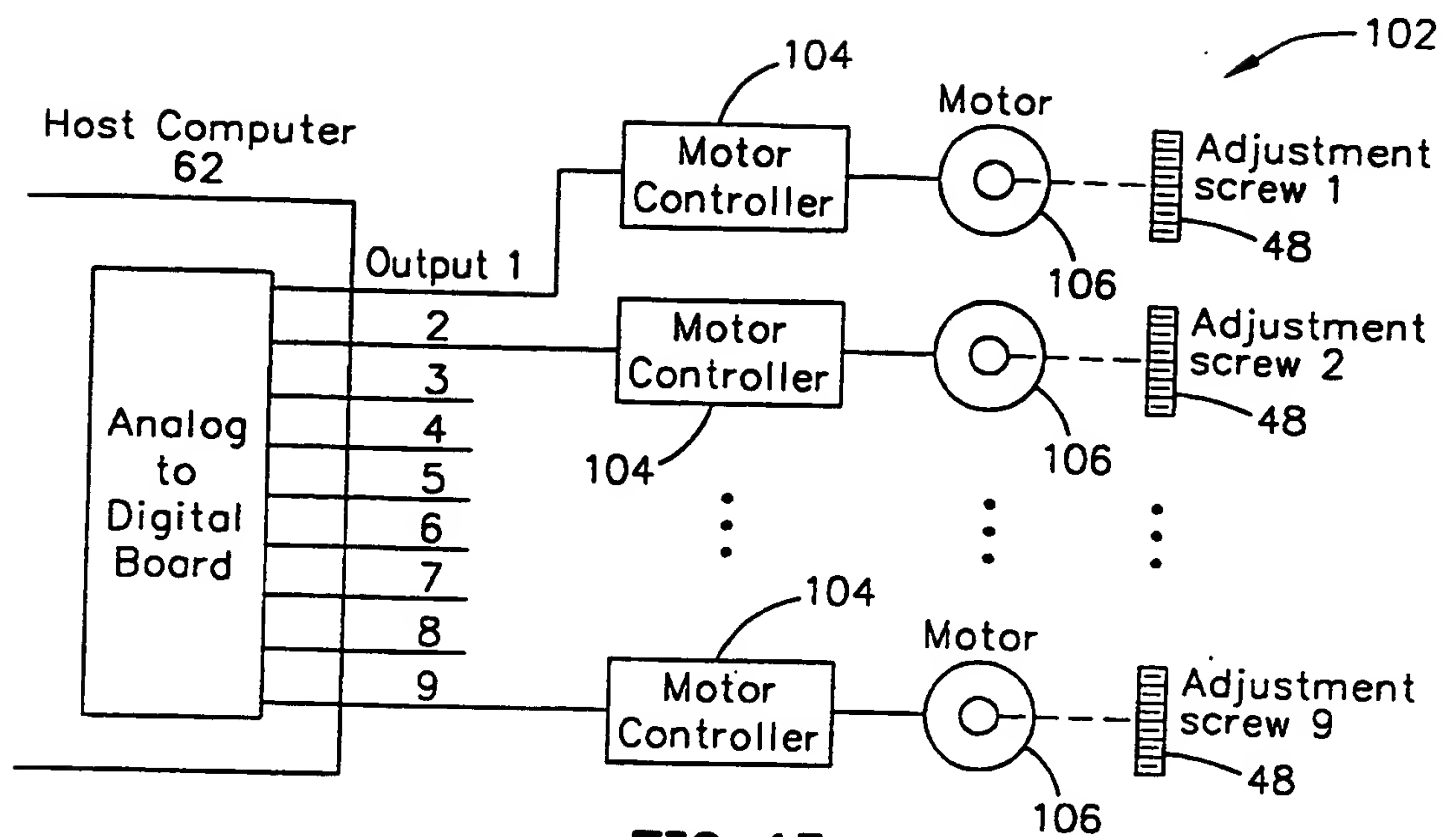 102
104
Motor
Host Computer
62
Motor
Controller
Adjustment
screw 1
48
106
Output 1
2
3
4
5
6
7
8
9
Analog
to
Digital
Board
Motor
Controller
104
106
Adjustment
screw 2
48
104
Motor
Motor
Controller
Adjustment
screw 9
48
106